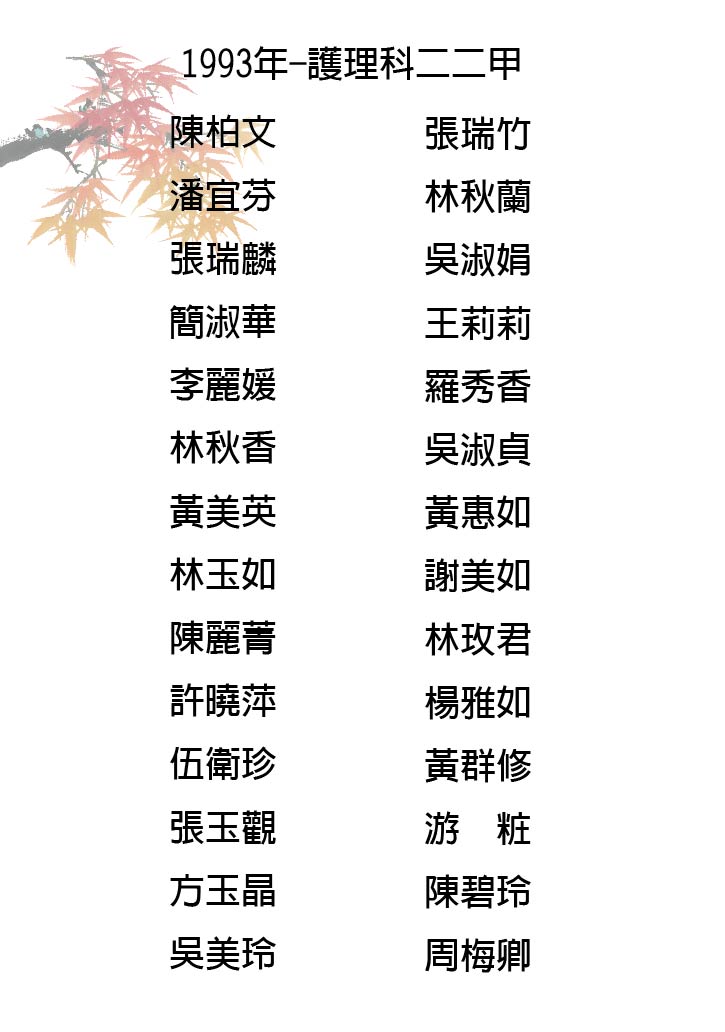 1993年-護理科二二甲
陳柏文 張瑞竹
潘宜芬 林秋蘭
張瑞麟 吳淑娟
簡淑華 王莉莉
李麗媛 羅秀香
林秋香 吳淑貞
黃美英 黃惠如
林玉如 謝美如
陳麗菁 林玫君
許曉萍 楊雅如
伍衛珍 黃群修
張玉觀 游　粧
方玉晶 陳碧玲
吳美玲 周梅卿